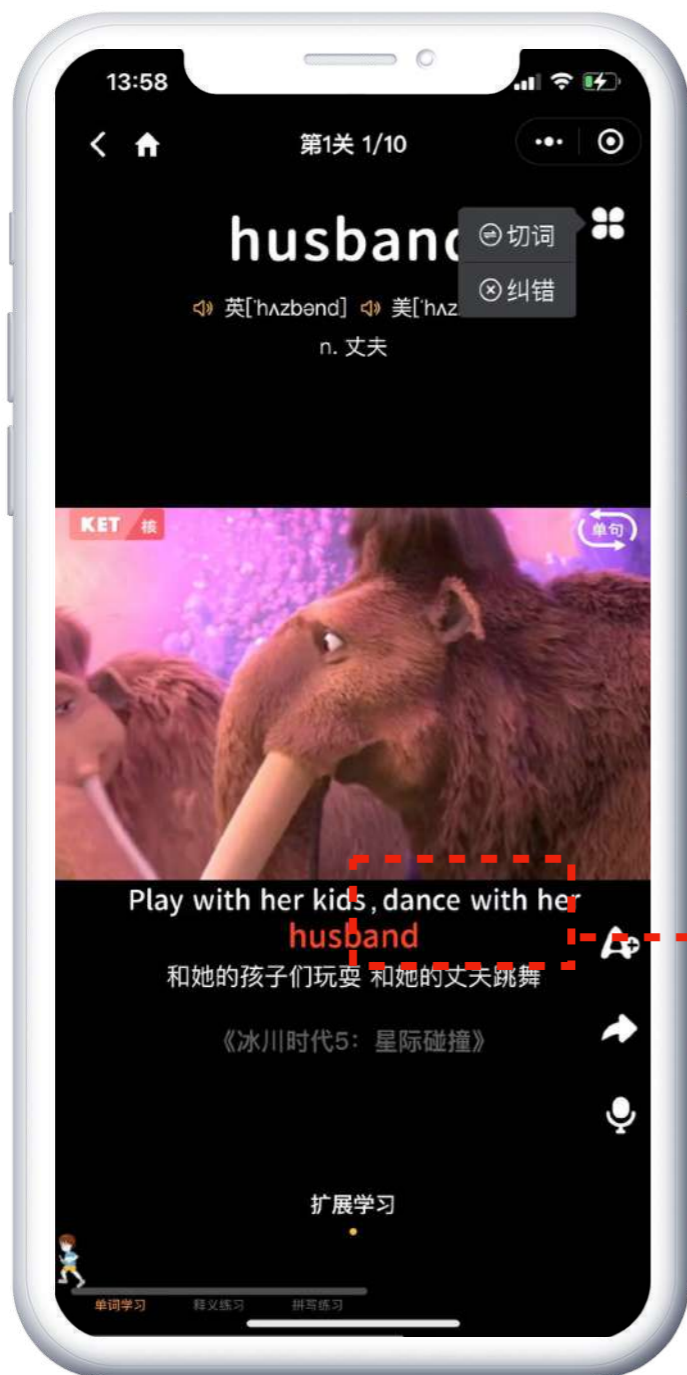 13:58
第1关 1/10
husband
切词
英['hʌzbənd] 美['hʌz
纠错
n. 丈夫
KET 核
单句
Play with her kids,dance with her
husband
和她的孩子们玩耍 和她的丈夫跳舞
《冰川时代5：星际碰撞》
扩展学习
单词学习 释义练习 拼写练习